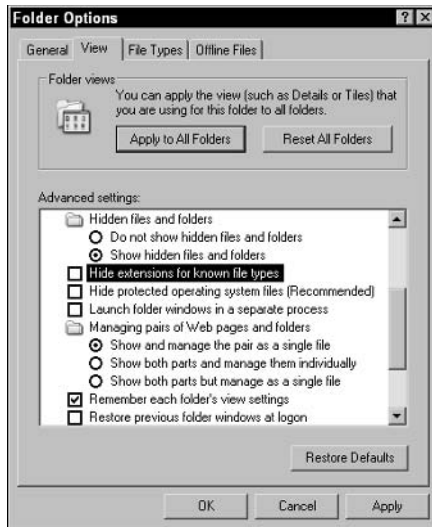 Folder Options
General View File Types Offline Files
Folder views
You can apply the view (such as Details or Tiles) that
you are using for this folder to all folders.
Apply to All Folders Reset All Folders
Advanced settings:
Hidden files and folders
Do not show hidden files and folders
Show hidden files and folders
Hide extensions for known file types
Hide protected operating system files (Recommended)
Launch folder windows in a separate process
Managing pairs of Web pages and folders
Show and manage the pair as a single file
Show both parts and manage them individually
Show both parts but manage as a single file
Remember each folder's view settings
Restore previous folder windows at logon
Restore Defaults
OK Cancel Apply